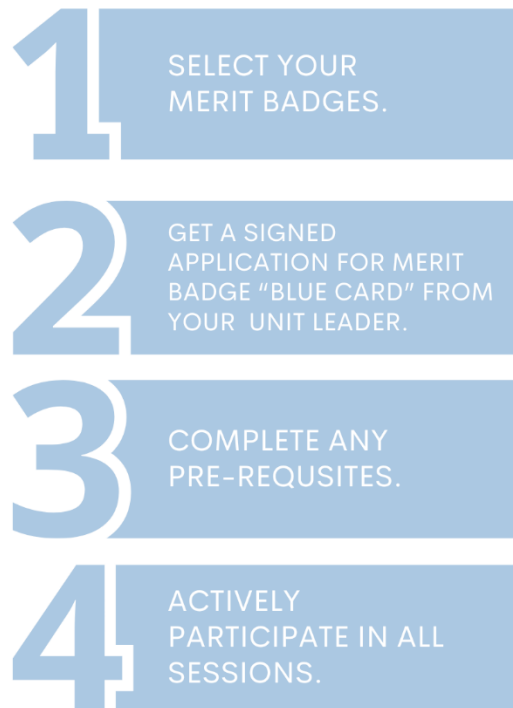 1
SELECT YOUR
MERIT BADGES.
2
GET A SIGNED
APPLICATION FOR MERIT
BADGE “BLUE CARD” FROM
YOUR UNIT LEADER.
3
COMPLETE ANY
PRE-REQUSITES.
4
ACTIVELY
PARTICIPATE IN ALL
SESSIONS.